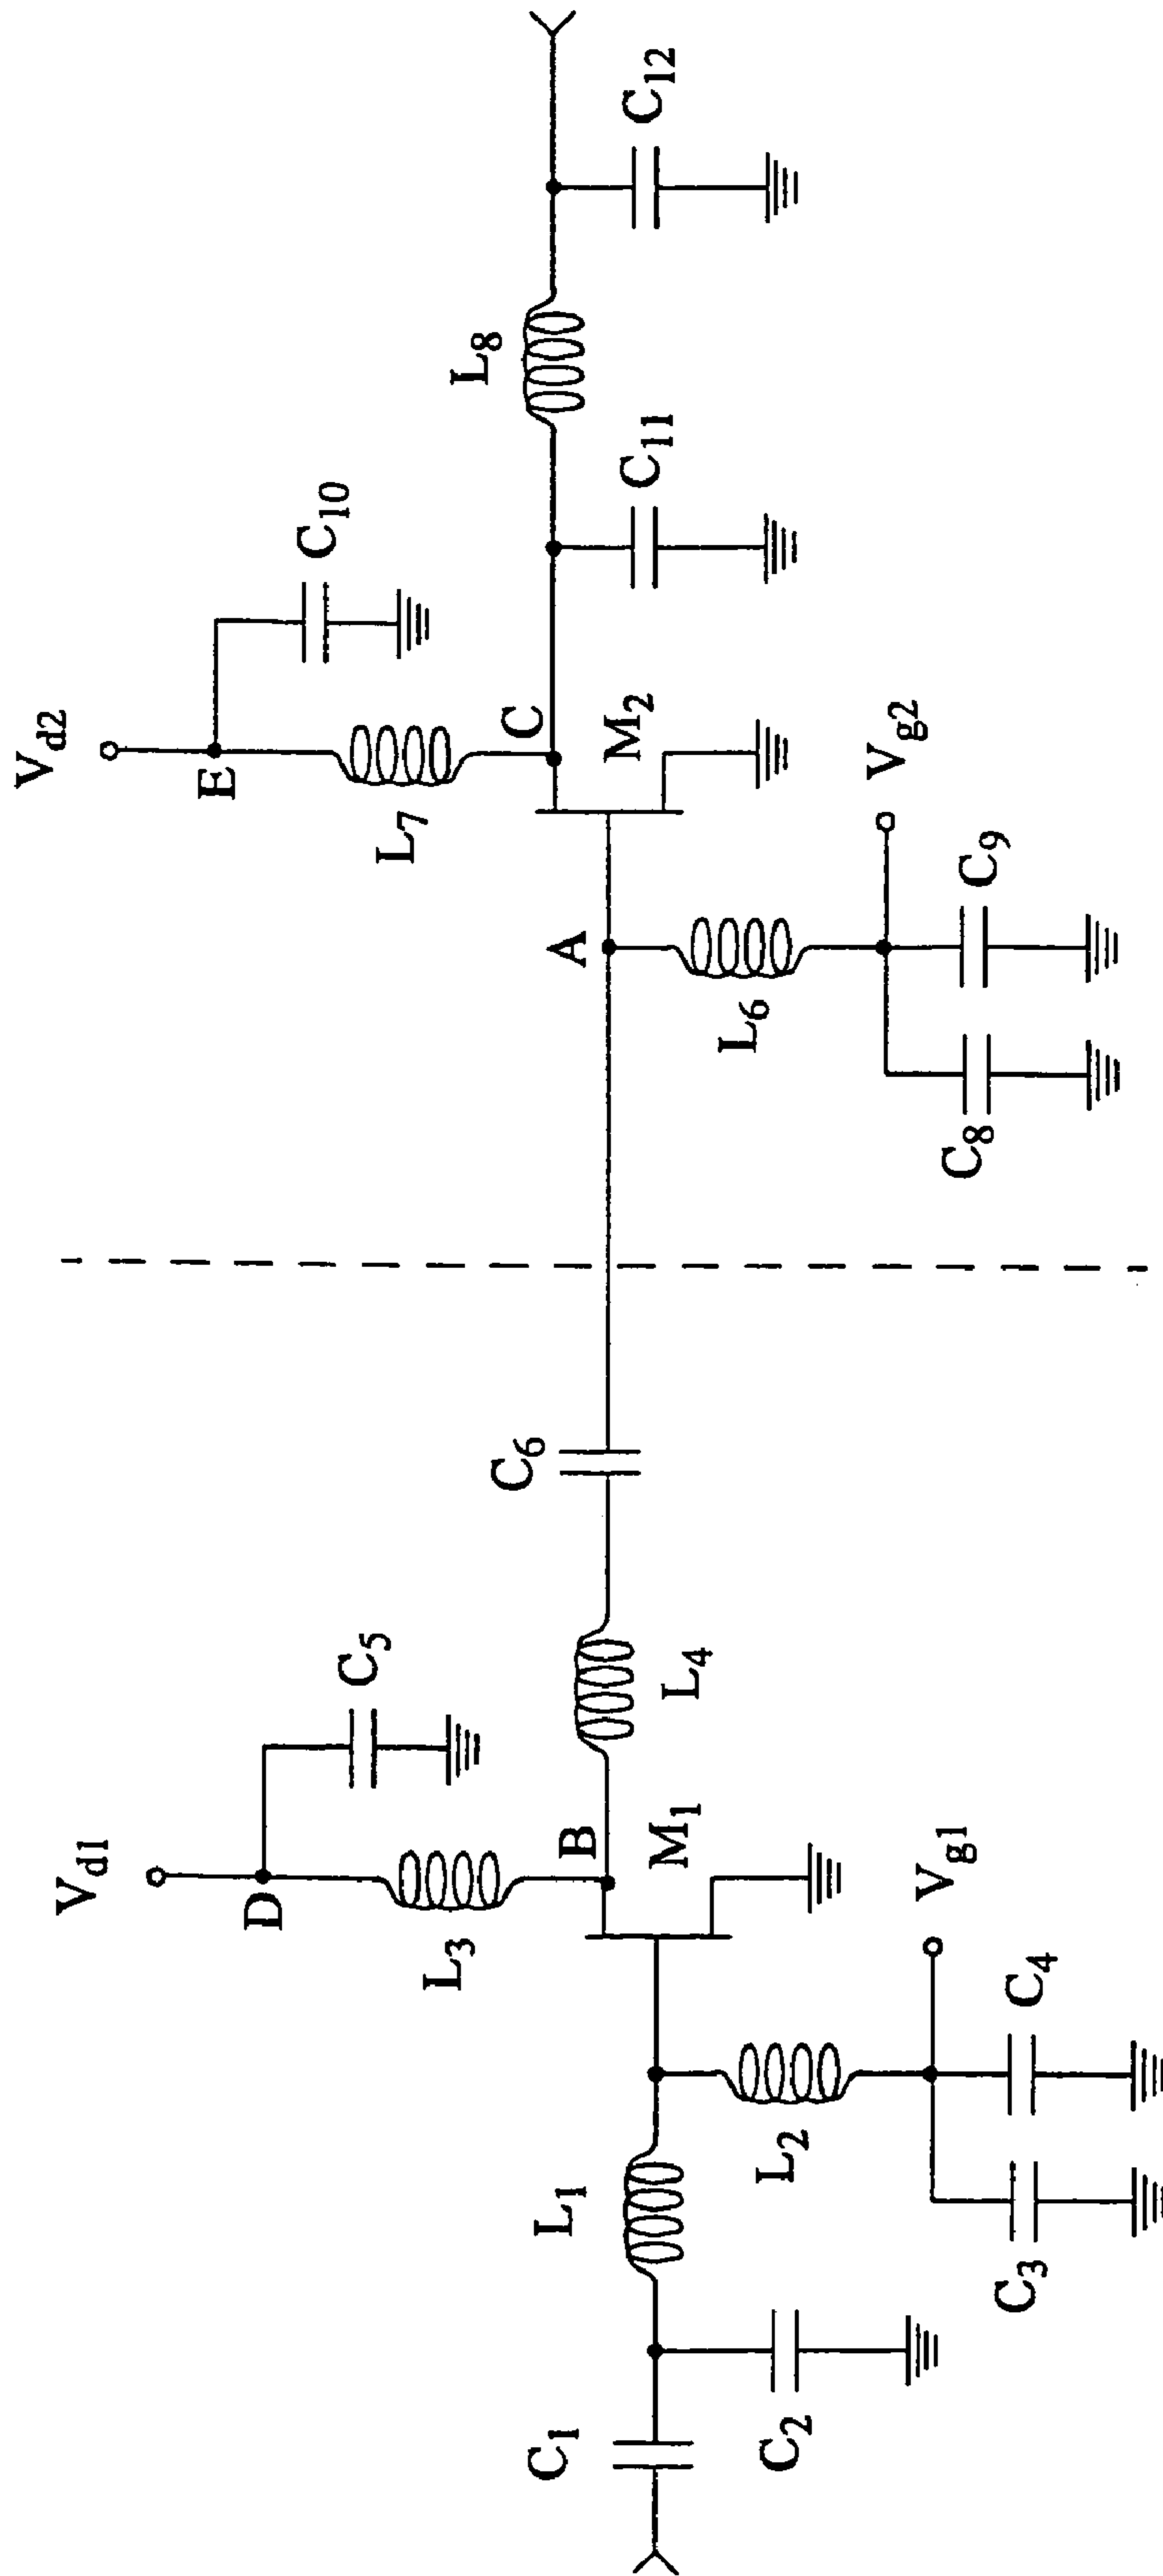 V_d1
D
C_5
L_3
B
M_1
L_4
C_6
C_1
L_1
C_2
L_2
V_g1
C_3
C_4
V_d2
E
C_10
L_7
C
M_2
L_8
C_11
C_12
A
L_6
V_g2
C_8
C_9